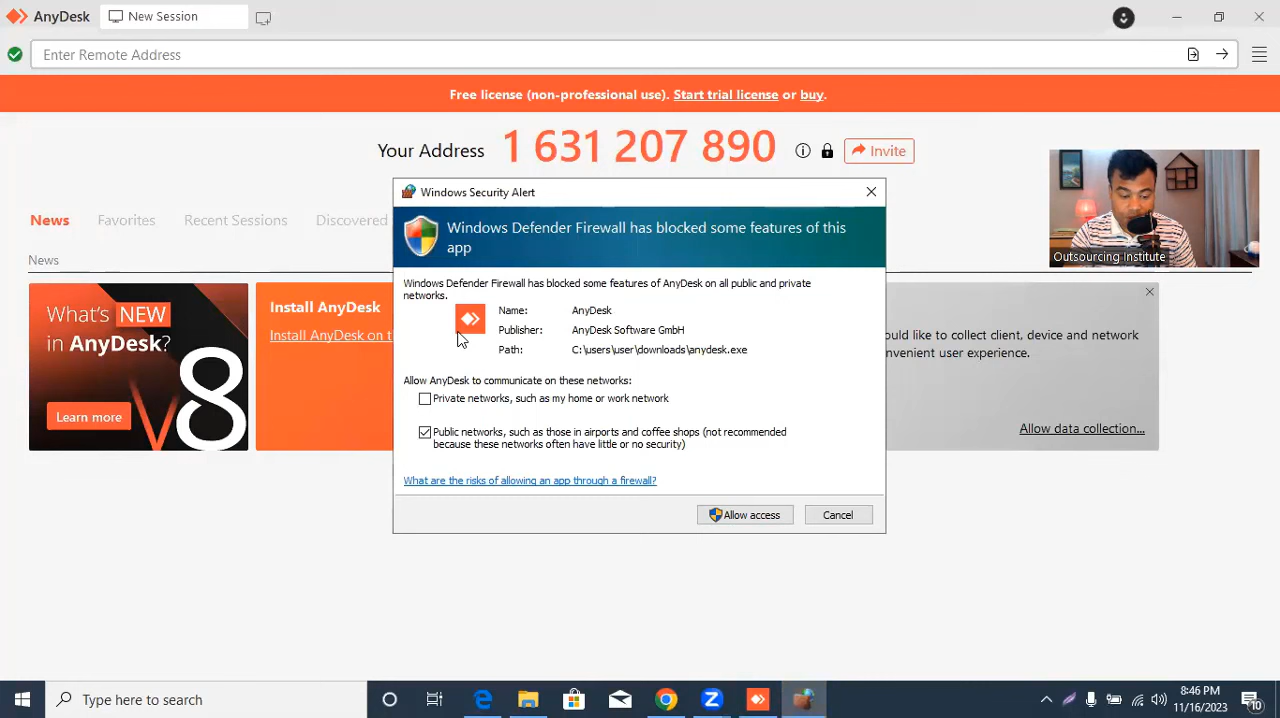 AnyDesk
New Session
Enter Remote Address
Free license (non-professional use). Start trial license or buy.
Your Address
1 631 207 890
Invite
News
Favorites
Recent Sessions
Discovered
News
What's NEW
in AnyDesk?
V8
Learn more
Install AnyDesk
Install AnyDesk on t
Windows Security Alert
Windows Defender Firewall has blocked some features of this
app
Windows Defender Firewall has blocked some features of AnyDesk on all public and private
networks.
Name: AnyDesk
Publisher: AnyDesk Software GmbH
Path: C:\users\user\downloads\anydesk.exe
Allow AnyDesk to communicate on these networks:
Private networks, such as my home or work network
Public networks, such as those in airports and coffee shops (not recommended
because these networks often have little or no security)
What are the risks of allowing an app through a firewall?
Allow access
Cancel
Outsourcing Institute
ould like to collect client, device and network
nvenient user experience.
Allow data collection...
Type here to search
8:46 PM
11/16/2023
10